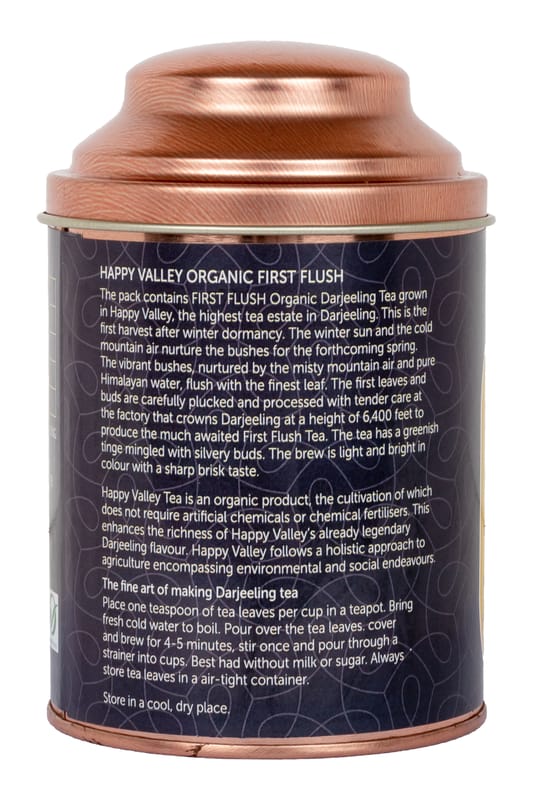 HAPPY VALLEY ORGANIC FIRST FLUSH
The pack contains FIRST FLUSH Organic Darjeeling Tea grown
in Happy Valley, the highest tea estate in Darjeeling. This is the
first harvest after winter dormancy. The winter sun and the cold
mountain air nurture the bushes for the forthcoming spring.
The vibrant bushes, nurtured by the misty mountain air and pure
Himalayan water, flush with the finest leaf. The first leaves and
buds are carefully plucked and processed with tender care at
the factory that crowns Darjeeling at a height of 6,400 feet to
produce the much awaited First Flush Tea. The tea has a greenish
tinge mingled with silvery buds. The brew is light and bright in
colour with a sharp brisk taste.
Happy Valley Tea is an organic product, the cultivation of which
does not require artificial chemicals or chemical fertilisers. This
enhances the richness of Happy Valley's already legendary
Darjeeling flavour. Happy Valley follows a holistic approach to
agriculture encompassing environmental and social endeavours.
The fine art of making Darjeeling tea
Place one teaspoon of tea leaves per cup in a teapot. Bring
fresh cold water to boil. Pour over the tea leaves. cover
and brew for 4-5 minutes, stir once and pour through a
strainer into cups. Best had without milk or sugar. Always
store tea leaves in a air-tight container.
Store in a cool, dry place.